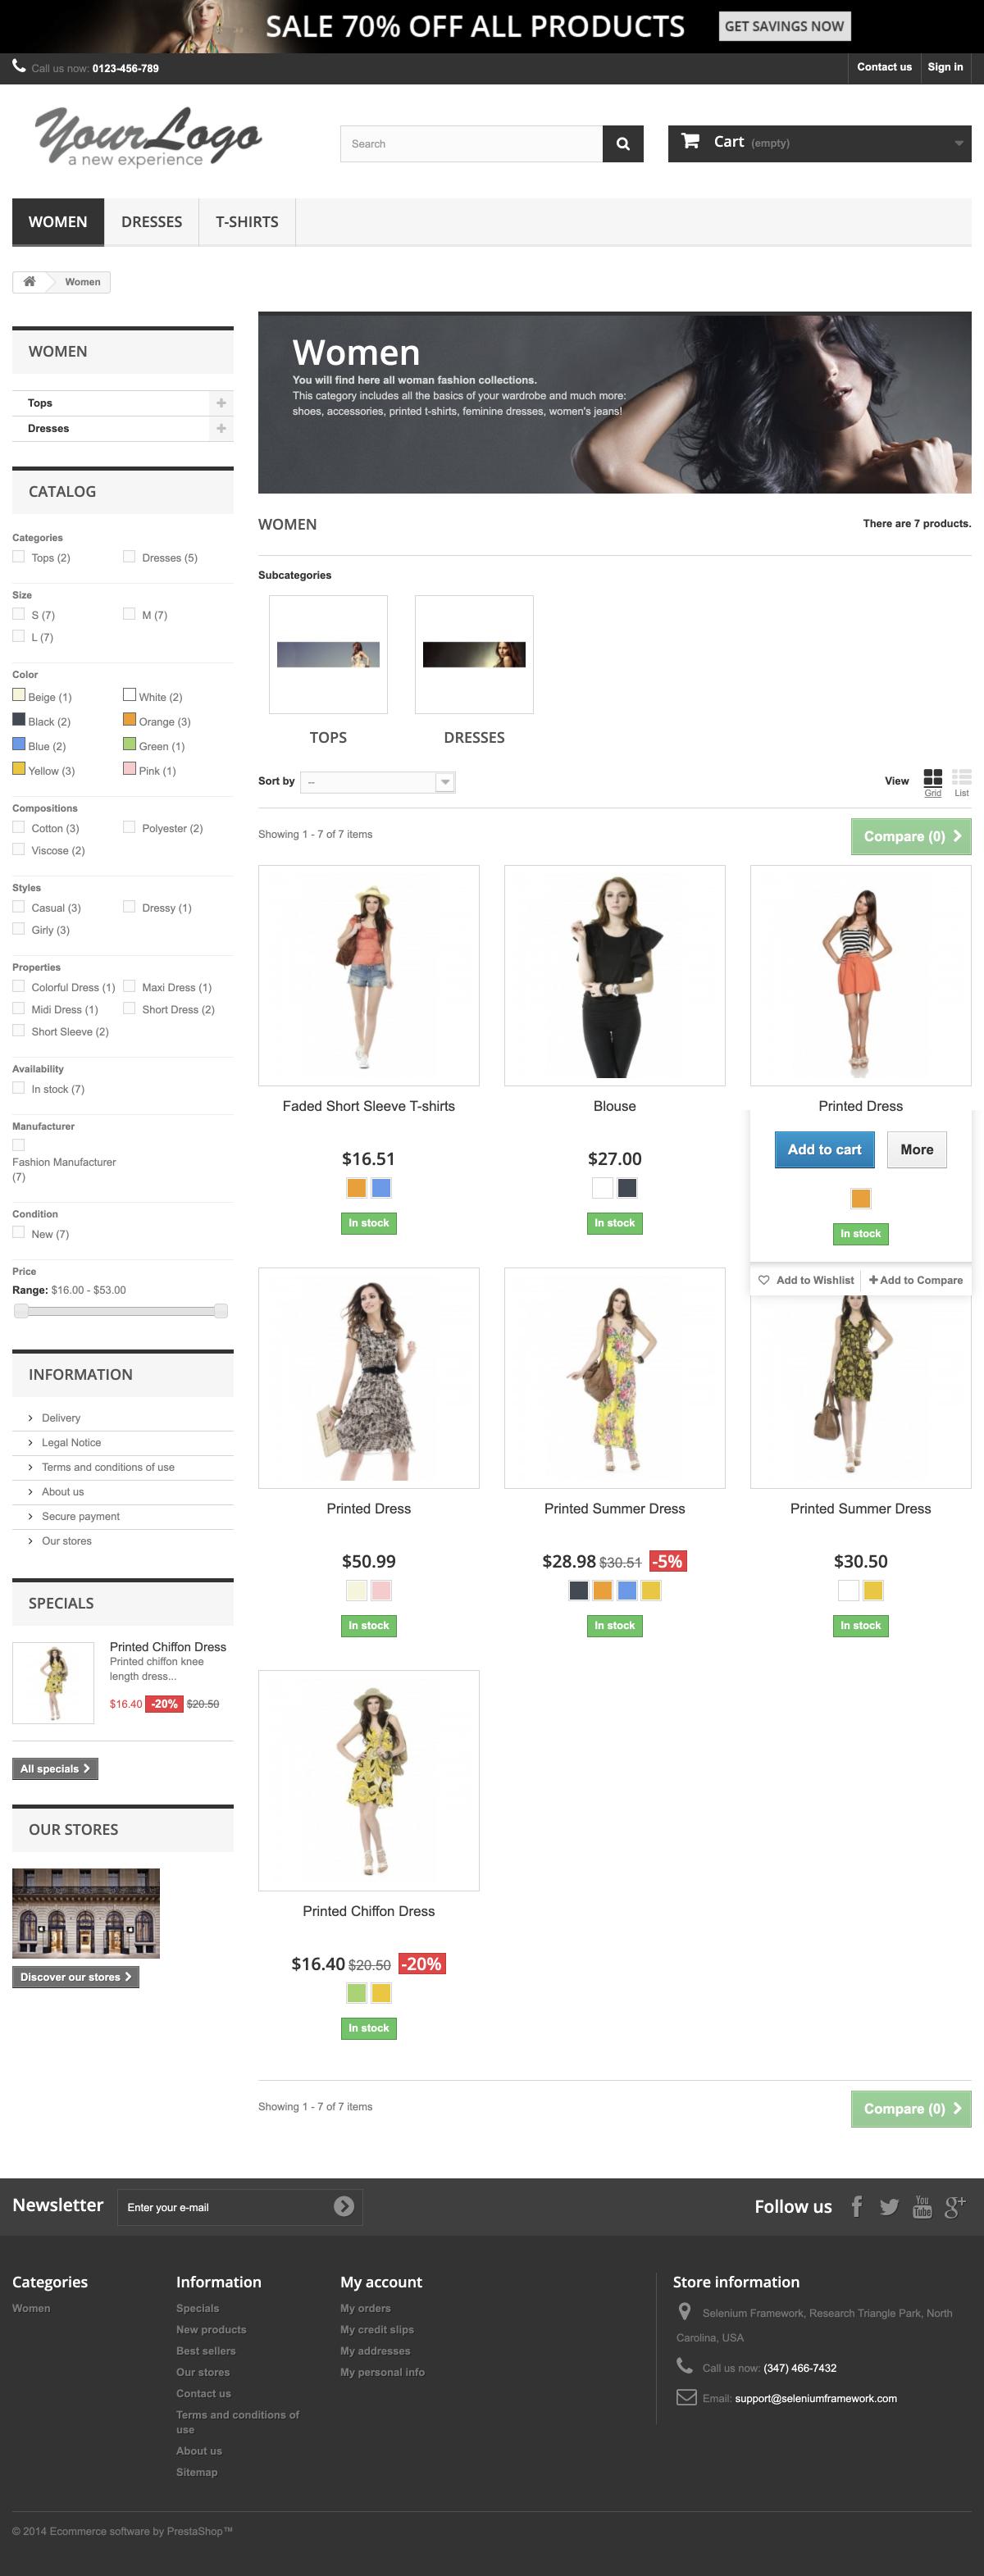 SALE 70% OFF ALL PRODUCTS GET SAVINGS NOW
Call us now: 0123-456-789 Contact us Sign in
YourLogo
a new experience
Search
Cart (empty)
WOMEN DRESSES T-SHIRTS
Women
WOMEN
Tops
Dresses
CATALOG
Categories
Tops (2) Dresses (5)
Size
S (7) M (7)
L (7)
Color
Beige (1) White (2)
Black (2) Orange (3)
Blue (2) Green (1)
Yellow (3) Pink (1)
Compositions
Cotton (3) Polyester (2)
Viscose (2)
Styles
Casual (3) Dressy (1)
Girly (3)
Properties
Colorful Dress (1) Maxi Dress (1)
Midi Dress (1) Short Dress (2)
Short Sleeve (2)
Availability
In stock (7)
Manufacturer
Fashion Manufacturer
(7)
Condition
New (7)
Price
Range: $16.00 - $53.00
INFORMATION
Delivery
Legal Notice
Terms and conditions of use
About us
Secure payment
Our stores
SPECIALS
Printed Chiffon Dress
Printed chiffon knee
length dress...
$16.40 -20% $20.50
All specials
OUR STORES
Discover our stores
Women
You will find here all woman fashion collections.
This category includes all the basics of your wardrobe and much more:
shoes, accessories, printed t-shirts, feminine dresses, women's jeans!
WOMEN There are 7 products.
Subcategories
TOPS DRESSES
Sort by -- View Grid List
Showing 1 - 7 of 7 items Compare (0)
Faded Short Sleeve T-shirts
$16.51
In stock
Blouse
$27.00
In stock
Printed Dress
Add to cart More
In stock
Add to Wishlist Add to Compare
Printed Dress
$50.99
In stock
Printed Summer Dress
$28.98 $30.51 -5%
In stock
Printed Summer Dress
$30.50
In stock
Printed Chiffon Dress
$16.40 $20.50 -20%
In stock
Showing 1 - 7 of 7 items Compare (0)
Newsletter Enter your e-mail Follow us
Categories
Women
Information
Specials
New products
Best sellers
Our stores
Contact us
Terms and conditions of
use
About us
Sitemap
My account
My orders
My credit slips
My addresses
My personal info
Store information
Selenium Framework, Research Triangle Park, North
Carolina, USA
Call us now: (347) 466-7432
Email: support@seleniumframework.com
© 2014 Ecommerce software by PrestaShop™